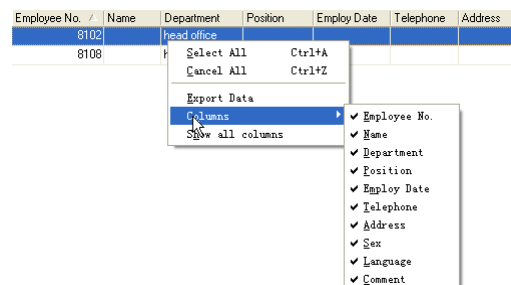 Employee No. Name Department Position Employ Date Telephone Address
8102 head office
8108 h
Select All Ctrl+A
Cancel All Ctrl+Z
Export Data
Columns
Show all columns
Employee No.
Name
Department
Position
Employ Date
Telephone
Address
Sex
Language
Comment